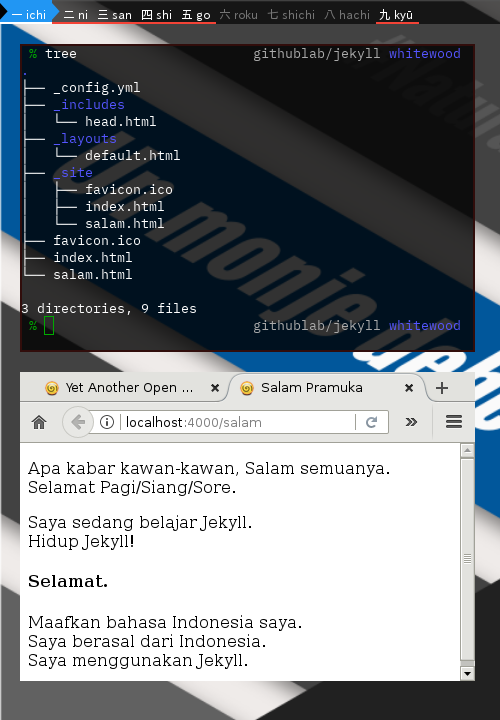 一 ichi 二 ni 三 san 四 shi 五 go 六 roku 七 shichi 八 hachi 九 kyū
% tree githublab/jekyll whitewood
.
├── _config.yml
├── _includes
│   └── head.html
├── _layouts
│   └── default.html
├── _site
│   ├── favicon.ico
│   ├── index.html
│   └── salam.html
├── favicon.ico
├── index.html
└── salam.html
3 directories, 9 files
% githublab/jekyll whitewood
Yet Another Open ... Salam Pramuka
localhost:4000/salam
Apa kabar kawan-kawan, Salam semuanya.
Selamat Pagi/Siang/Sore.
Saya sedang belajar Jekyll.
Hidup Jekyll!
Selamat.
Maafkan bahasa Indonesia saya.
Saya berasal dari Indonesia.
Saya menggunakan Jekyll.